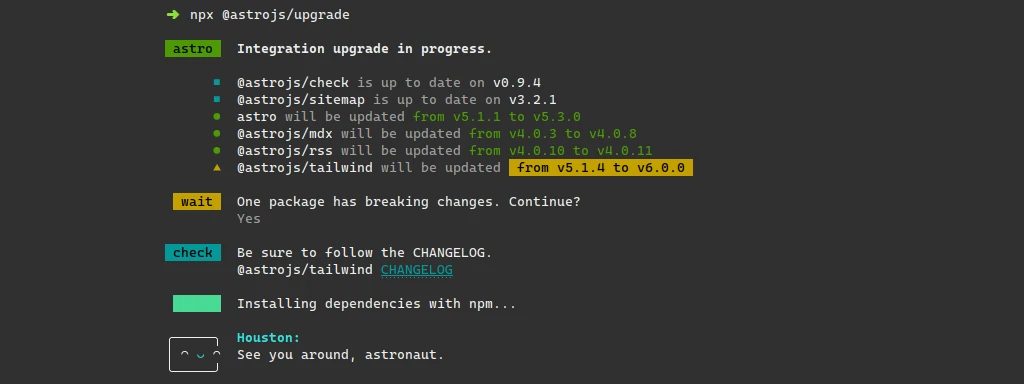 ➜ npx @astrojs/upgrade
astro Integration upgrade in progress.
■ @astrojs/check is up to date on v0.9.4
■ @astrojs/sitemap is up to date on v3.2.1
● astro will be updated from v5.1.1 to v5.3.0
● @astrojs/mdx will be updated from v4.0.3 to v4.0.8
● @astrojs/rss will be updated from v4.0.10 to v4.0.11
▲ @astrojs/tailwind will be updated from v5.1.4 to v6.0.0
wait One package has breaking changes. Continue?
Yes
check Be sure to follow the CHANGELOG.
@astrojs/tailwind CHANGELOG
Installing dependencies with npm...
Houston:
See you around, astronaut.